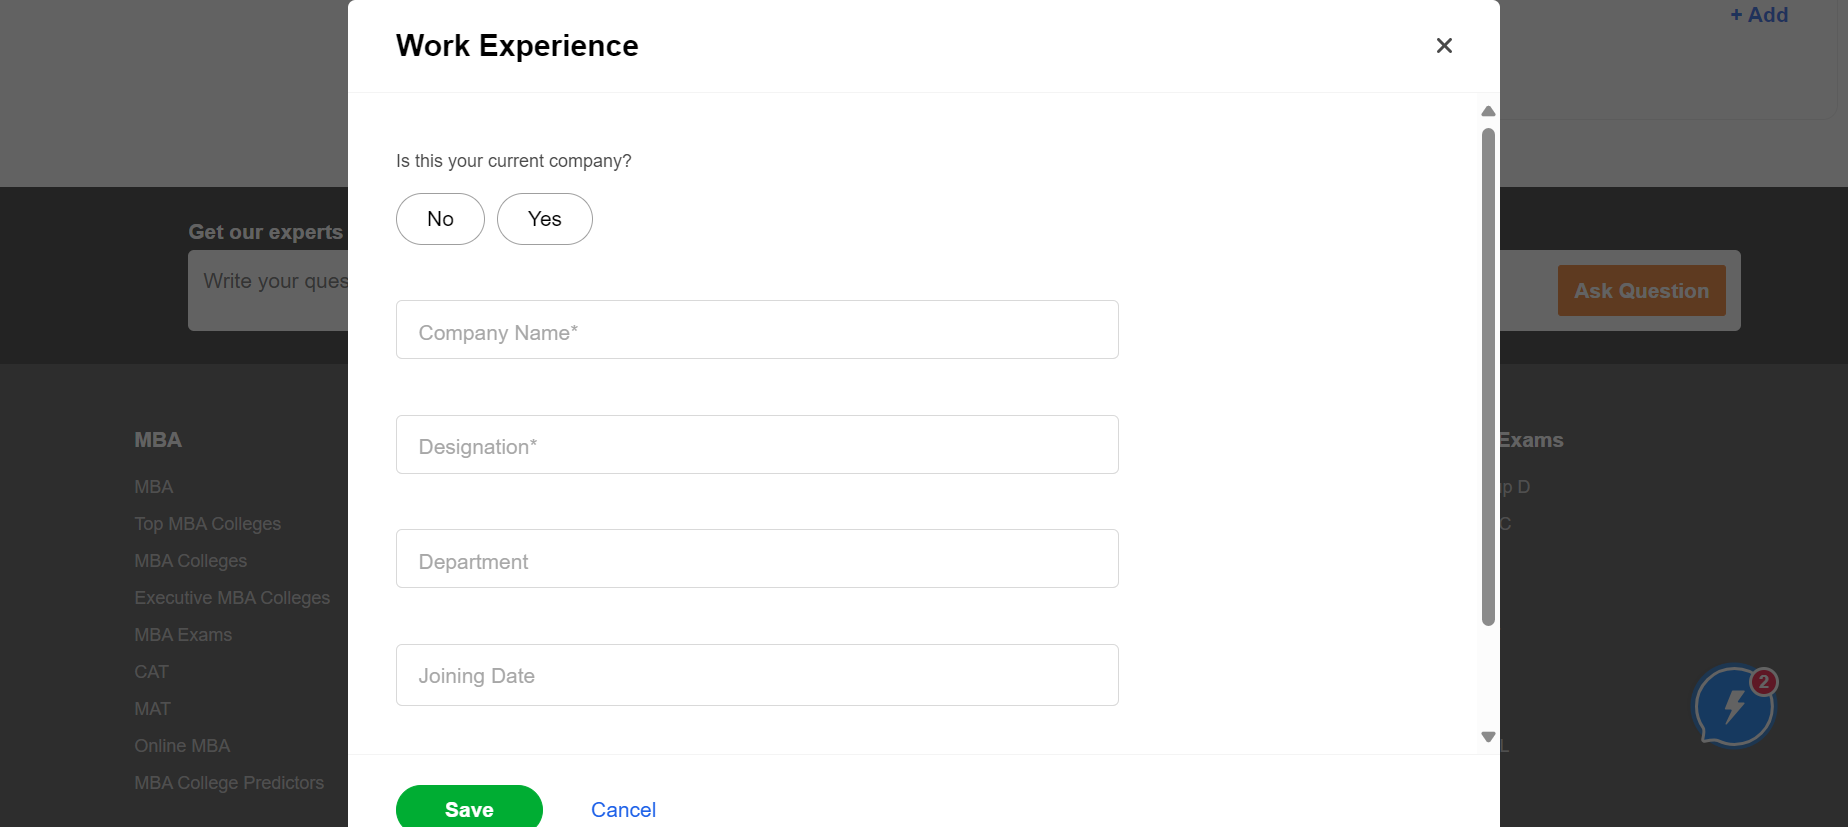 + Add
Work Experience
Is this your current company?
No
Yes
Get our experts
Write your ques
Ask Question
Company Name*
Designation*
Department
Joining Date
MBA
MBA
Top MBA Colleges
MBA Colleges
Executive MBA Colleges
MBA Exams
CAT
MAT
Online MBA
MBA College Predictors
Exams
p D
C
L
2
Save
Cancel